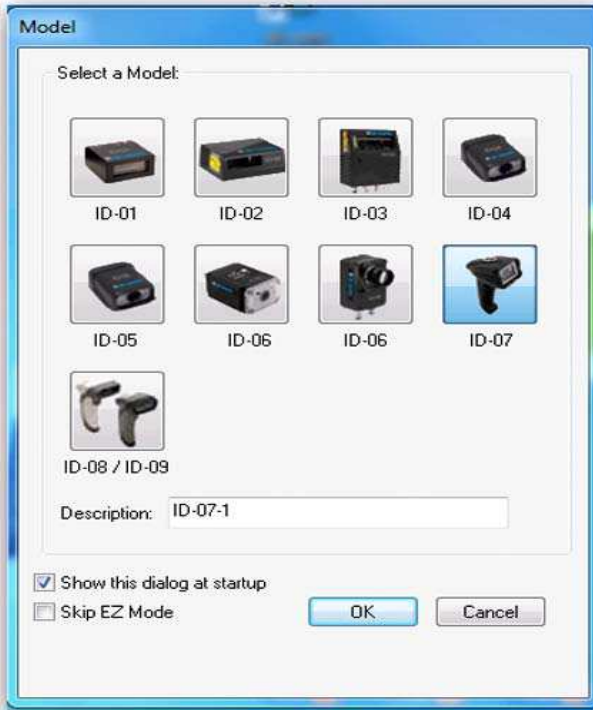 Model
Select a Model:
ID-01 ID-02 ID-03 ID-04
ID-05 ID-06 ID-06 ID-07
ID-08 / ID-09
Description: ID-07-1
Show this dialog at startup
Skip EZ Mode OK Cancel